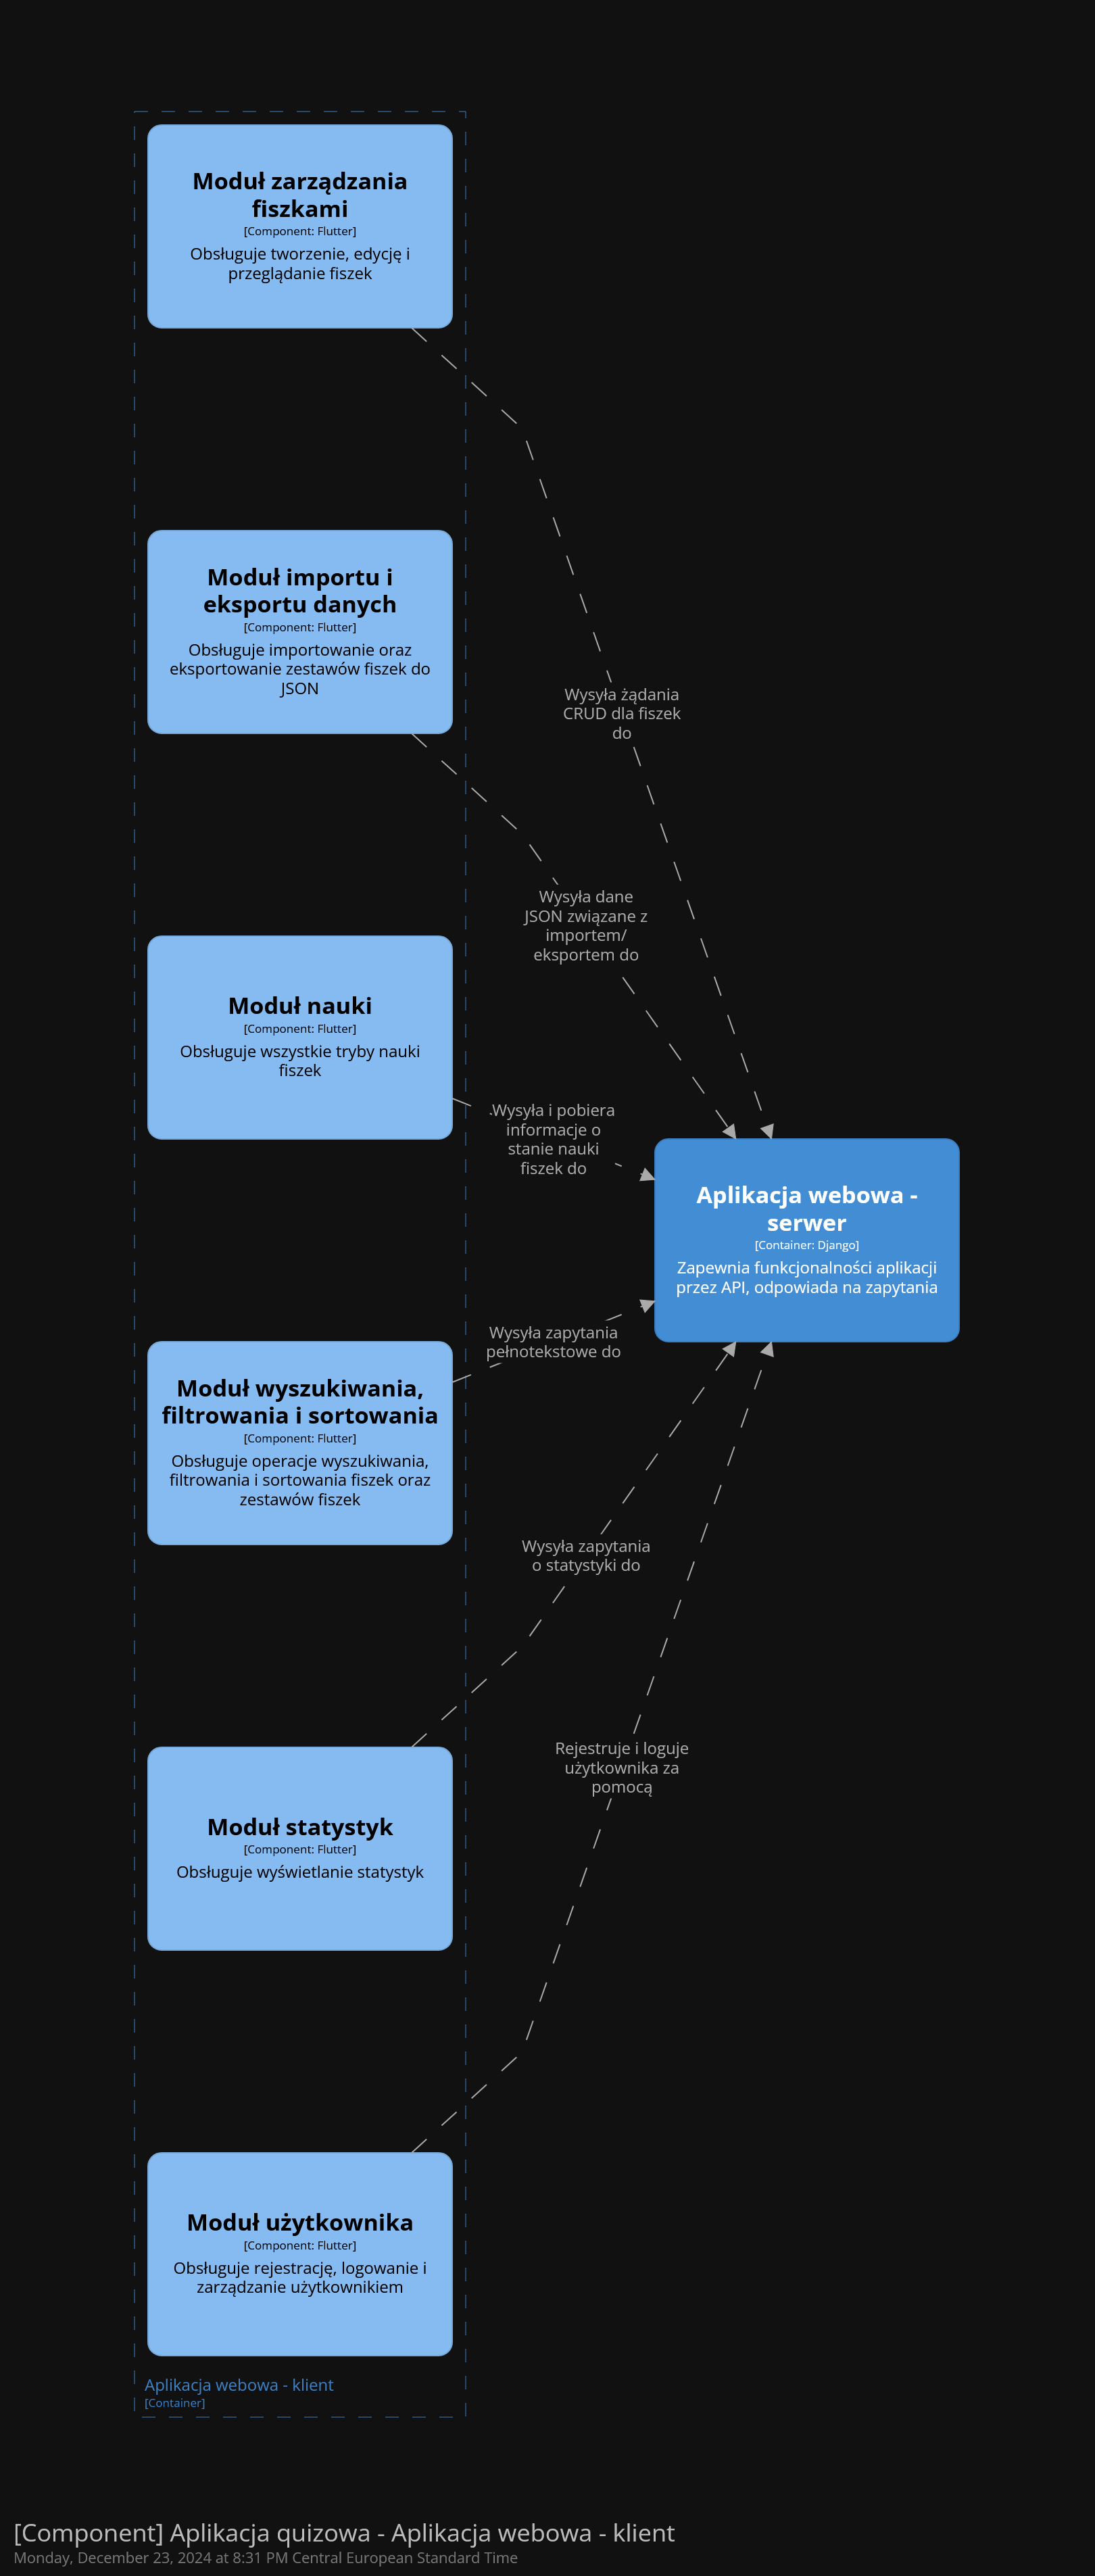 Moduł zarządzania
fiszkami
[Component: Flutter]
Obsługuje tworzenie, edycję i
przeglądanie fiszek
Moduł importu i
eksportu danych
[Component: Flutter]
Obsługuje importowanie oraz
eksportowanie zestawów fiszek do
JSON
Wysyła żądania
CRUD dla fiszek
do
Wysyła dane
JSON związane z
importem/
eksportem do
Moduł nauki
[Component: Flutter]
Obsługuje wszystkie tryby nauki
fiszek
Wysyła i pobiera
informacje o
stanie nauki
fiszek do
Aplikacja webowa -
serwer
[Container: Django]
Zapewnia funkcjonalności aplikacji
przez API, odpowiada na zapytania
Wysyła zapytania
pełnotekstowe do
Moduł wyszukiwania,
filtrowania i sortowania
[Component: Flutter]
Obsługuje operacje wyszukiwania,
filtrowania i sortowania fiszek oraz
zestawów fiszek
Wysyła zapytania
o statystyki do
Rejestruje i loguje
użytkownika za
pomocą
Moduł statystyk
[Component: Flutter]
Obsługuje wyświetlanie statystyk
Moduł użytkownika
[Component: Flutter]
Obsługuje rejestrację, logowanie i
zarządzanie użytkownikiem
Aplikacja webowa - klient
[Container]
[Component] Aplikacja quizowa - Aplikacja webowa - klient
Monday, December 23, 2024 at 8:31 PM Central European Standard Time